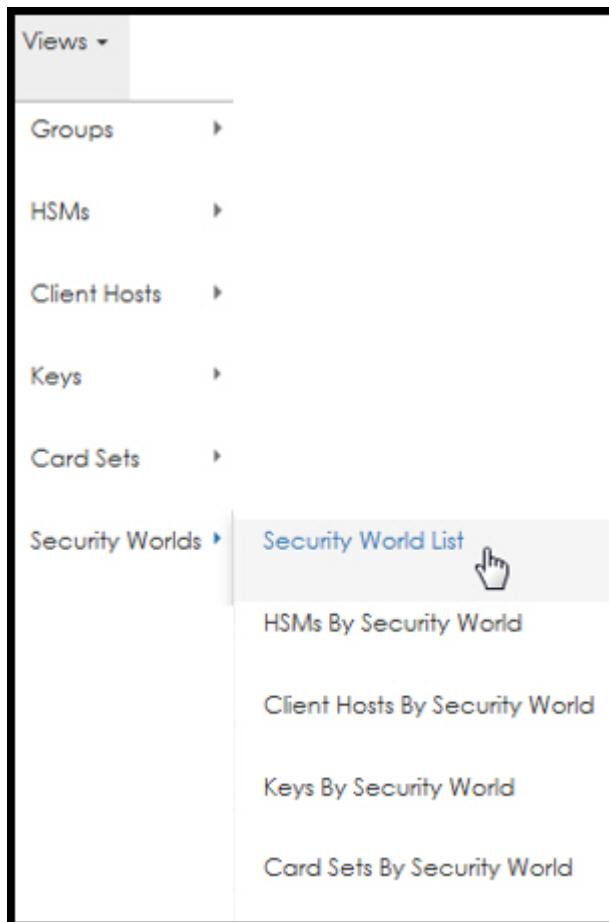 Views
Groups
HSMs
Client Hosts
Keys
Card Sets
Security Worlds
Security World List
HSMs By Security World
Client Hosts By Security World
Keys By Security World
Card Sets By Security World